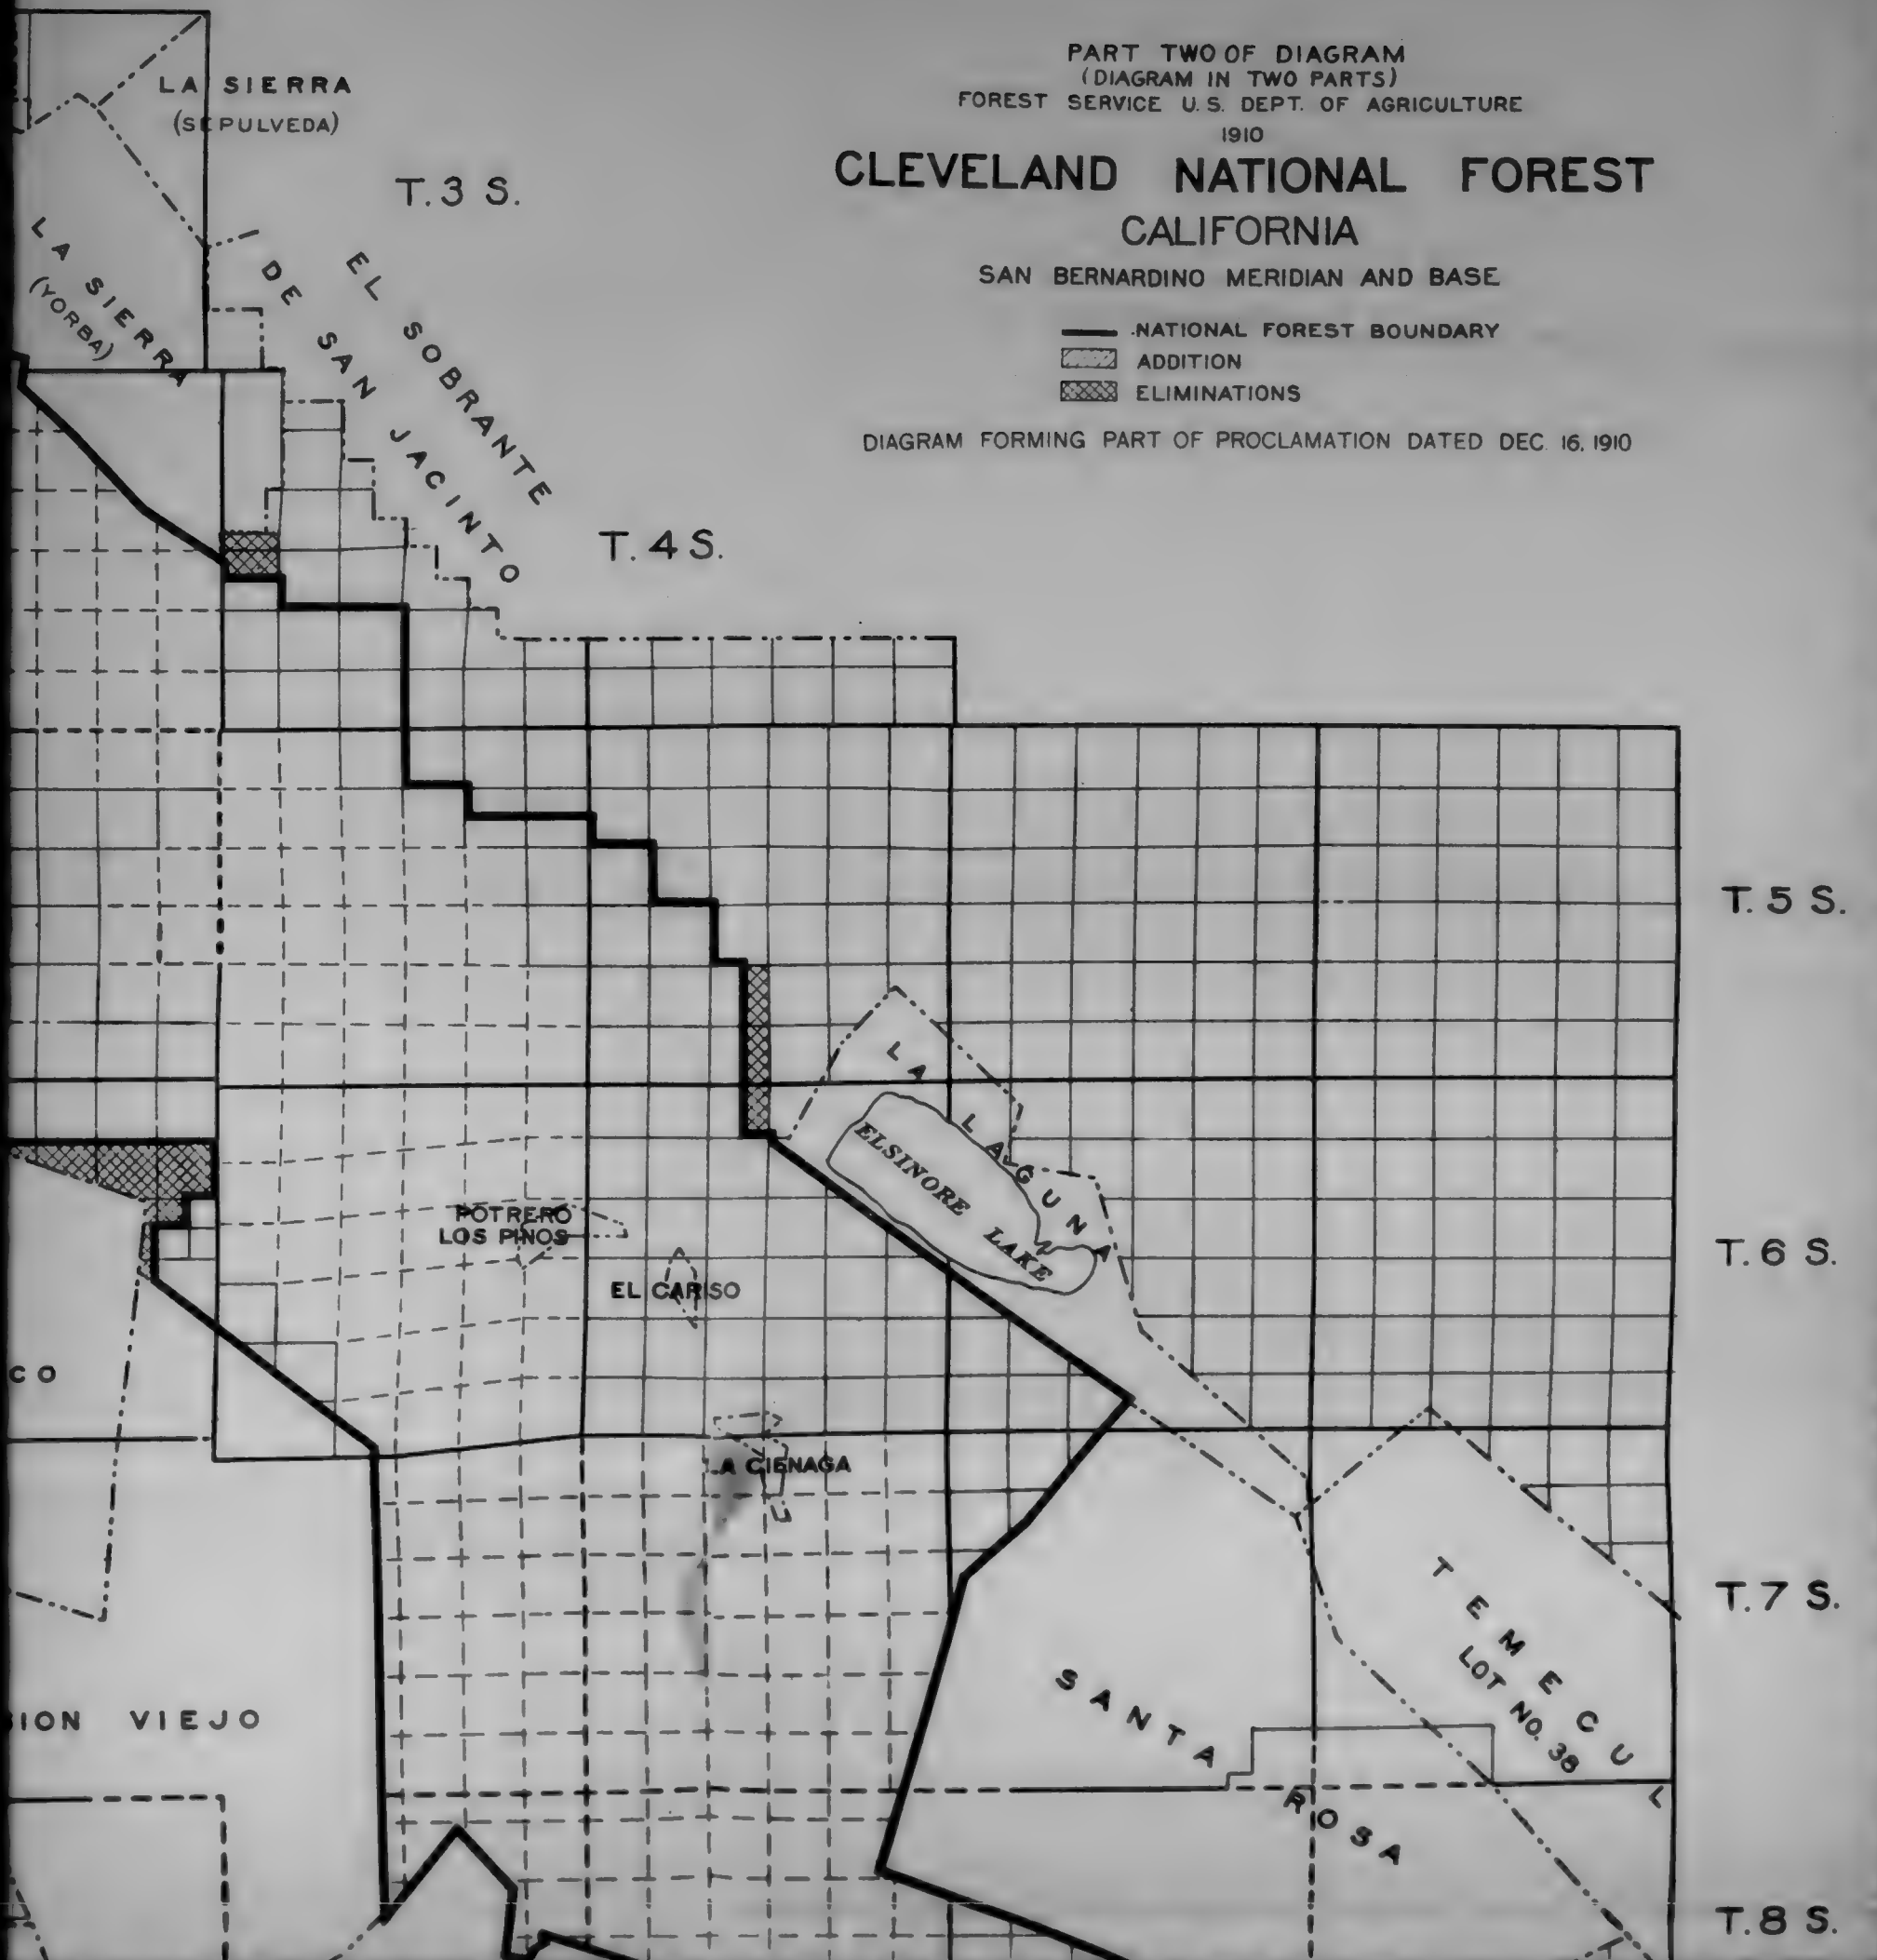 PART TWO OF DIAGRAM
(DIAGRAM IN TWO PARTS)
FOREST SERVICE U.S. DEPT. OF AGRICULTURE
1910
CLEVELAND NATIONAL FOREST
CALIFORNIA
SAN BERNARDINO MERIDIAN AND BASE
NATIONAL FOREST BOUNDARY
ADDITION
ELIMINATIONS
DIAGRAM FORMING PART OF PROCLAMATION DATED DEC. 16, 1910
LA SIERRA
(SEPULVEDA)
T. 3 S.
LA SIERRA
(YORBA)
EL SOBRANTE
DE SAN JACINTO
T. 4 S.
T. 5 S.
LA LAGUNA
ELSINORE LAKE
POTRERO
LOS PINOS
EL CARISO
T. 6 S.
CO
LA CIENAGA
T. 7 S.
TEMECUL
LOT NO. 38
SANTA ROSA
ION VIEJO
T. 8 S.